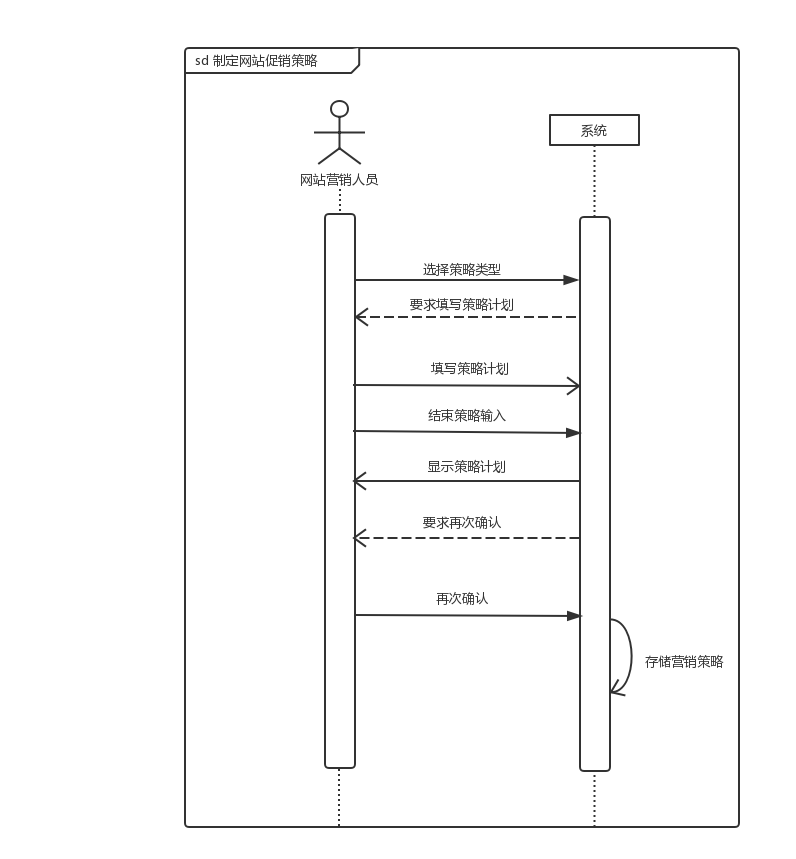 sd 制定网站促销策略
系统
网站营销人员
选择策略类型
要求填写策略计划
填写策略计划
结束策略输入
显示策略计划
要求再次确认
再次确认
存储营销策略